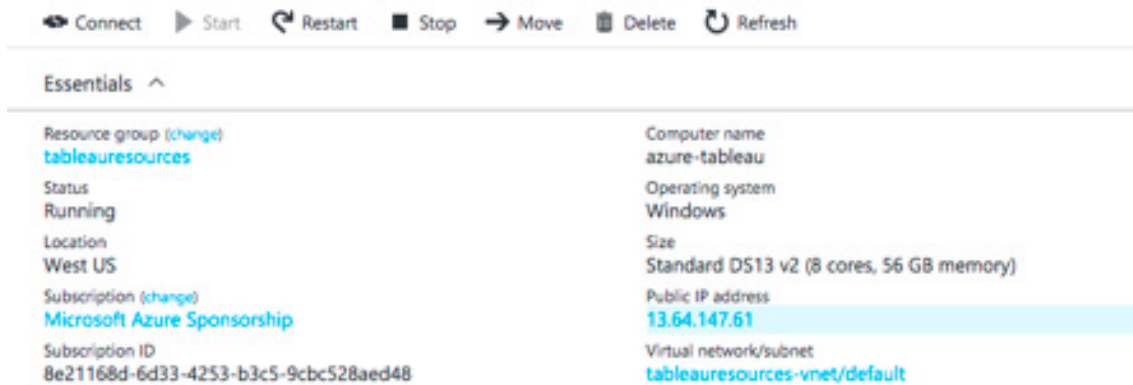 Connect Start Restart Stop Move Delete Refresh
Essentials
Resource group (change)
tableauresources
Status
Running
Location
West US
Subscription (change)
Microsoft Azure Sponsorship
Subscription ID
8e21168d-6d33-4253-b3c5-9cbc528aed48
Computer name
azure-tableau
Operating system
Windows
Size
Standard DS13 v2 (8 cores, 56 GB memory)
Public IP address
13.64.147.61
Virtual network/subnet
tableauresources-vnet/default